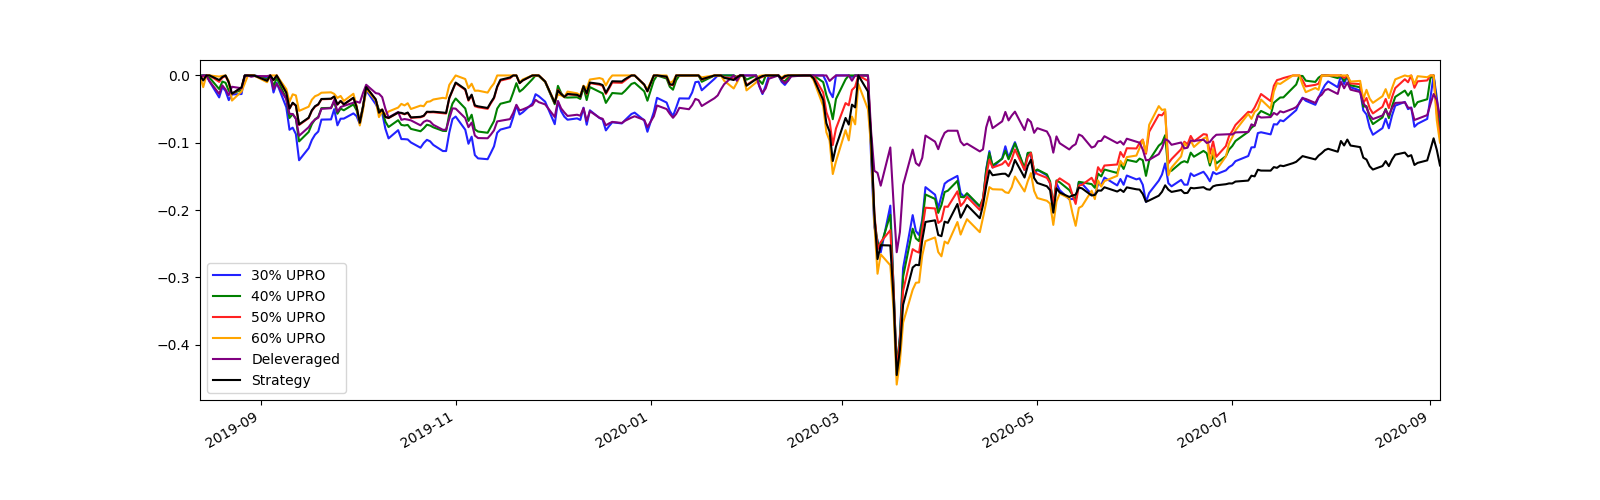 0.0
−0.1
−0.2
−0.3
−0.4
30% UPRO
40% UPRO
50% UPRO
60% UPRO
Deleveraged
Strategy
2019-09
2019-11
2020-01
2020-03
2020-05
2020-07
2020-09